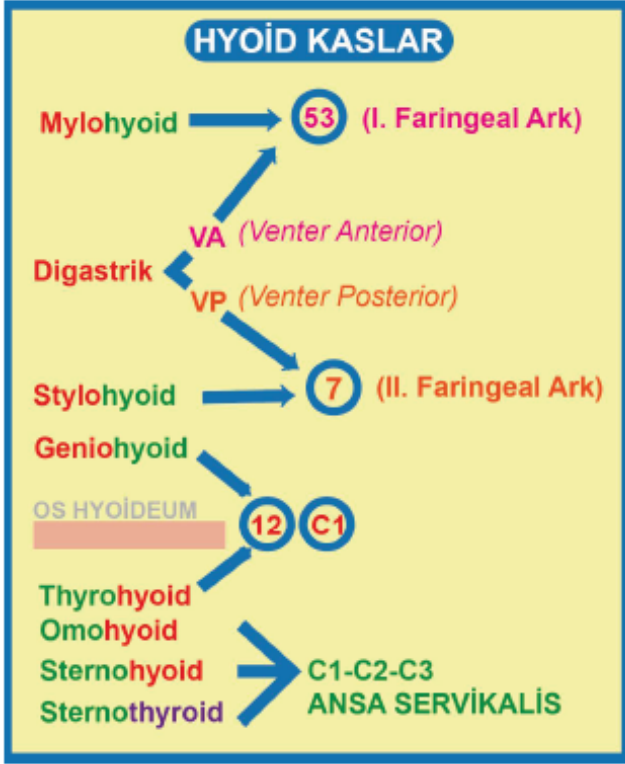 HYOİD KASLAR
Mylohyoid
53 (I. Faringeal Ark)
VA (Venter Anterior)
Digastrik
VP (Venter Posterior)
7 (II. Faringeal Ark)
Stylohyoid
Geniohyoid
OS HYOİDEUM
12 C1
Thyrohyoid
Omohyoid
Sternohyoid
Sternothyroid
C1-C2-C3
ANSA SERVİKALİS